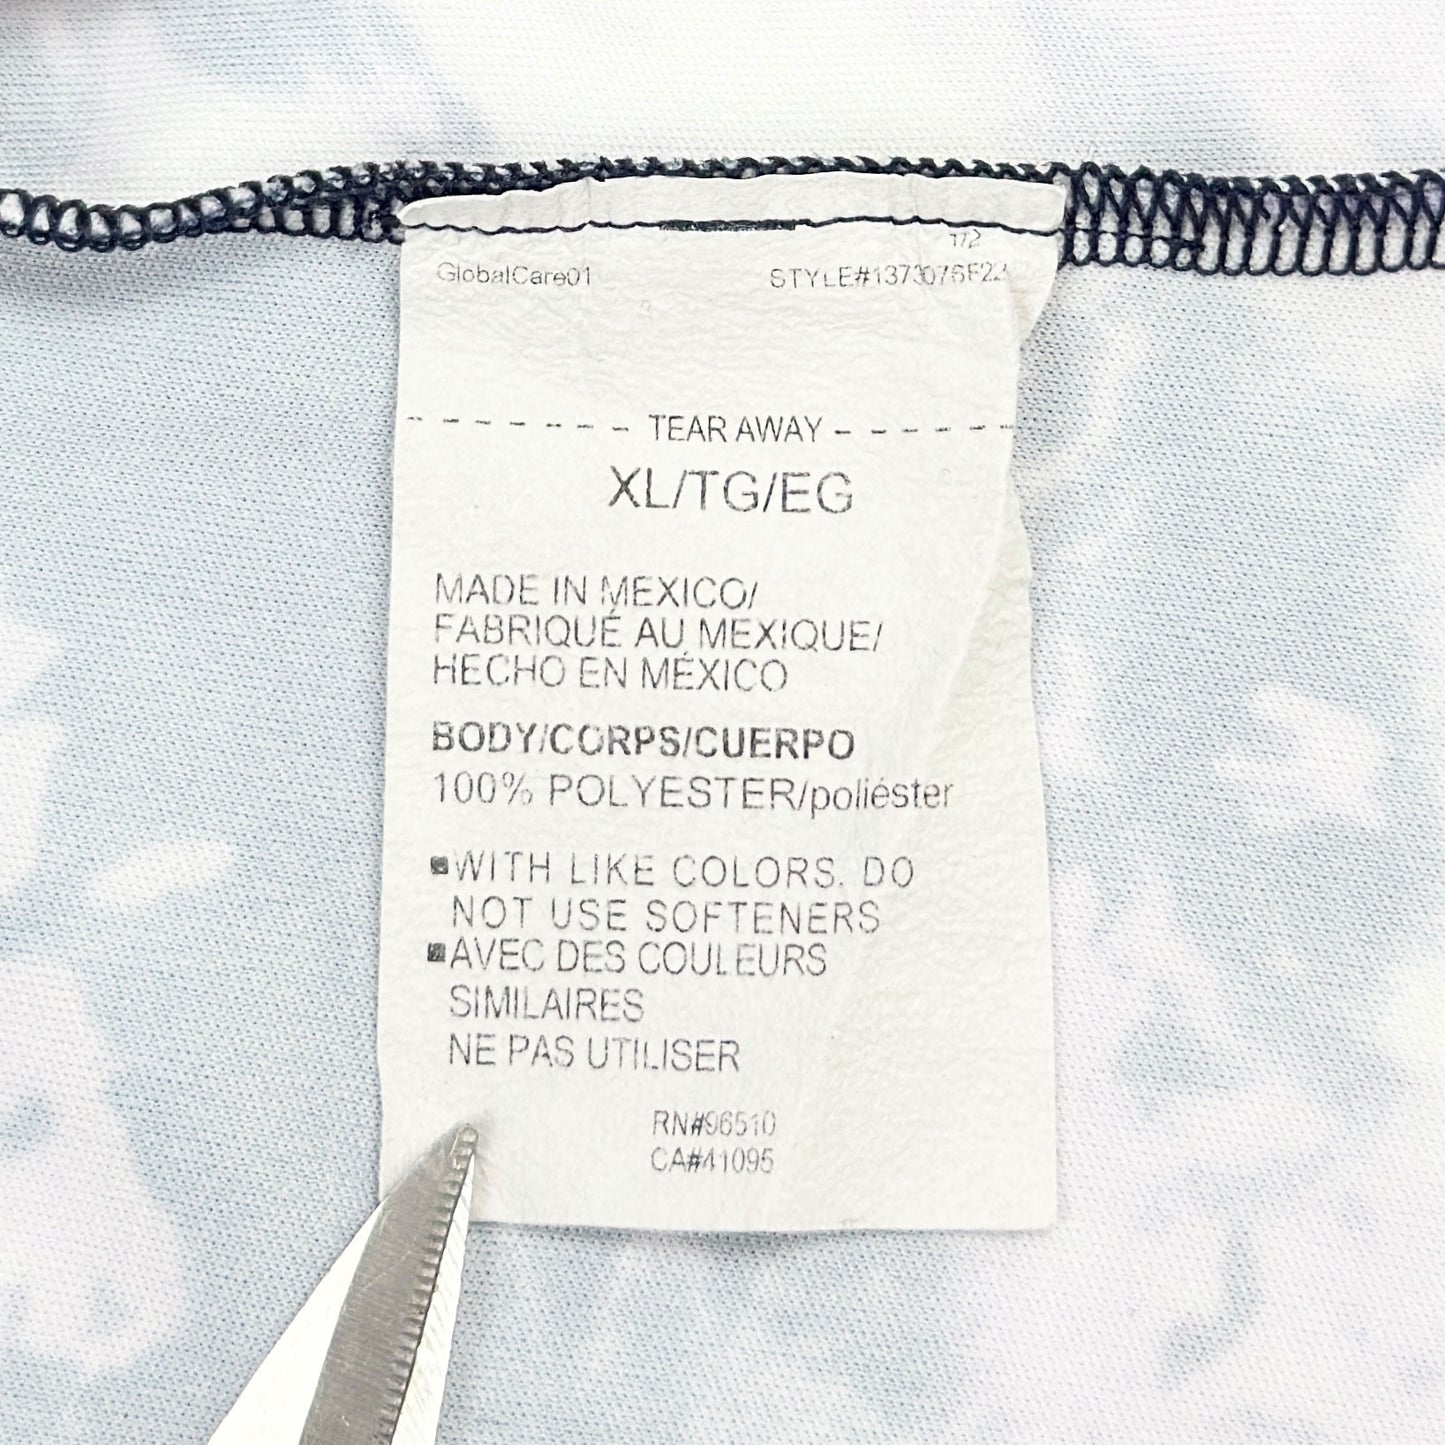 1/2
GlobalCare01 STYLE#1373076F22
- - - - - - - TEAR AWAY - - - - - - -
XL/TG/EG
MADE IN MEXICO/
FABRIQUÉ AU MEXIQUE/
HECHO EN MÉXICO
BODY/CORPS/CUERPO
100% POLYESTER/poliéster
■WITH LIKE COLORS. DO
NOT USE SOFTENERS
■AVEC DES COULEURS
SIMILAIRES
NE PAS UTILISER
RN#96510
CA#41095